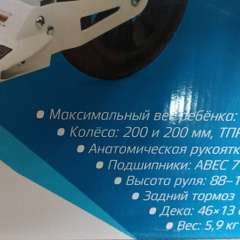 • Максимальный вес ребёнка:
• Колёса: 200 и 200 мм, ТПР
• Анатомическая рукоятк
• Подшипники: ABEC 7
• Высота руля: 88-1
• Задний тормоз
• Дека: 46×13
• Вес: 5,9 кг